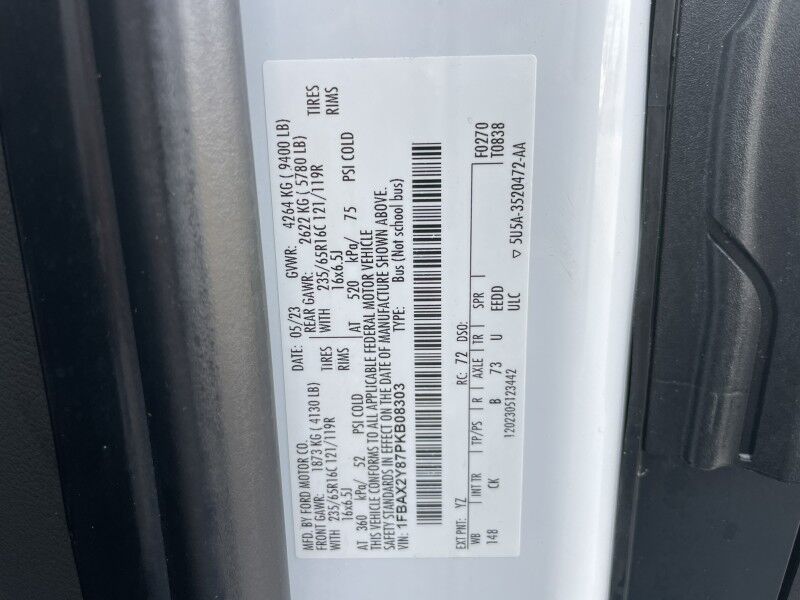 MFD. BY FORD MOTOR CO. DATE: 05/23 GVWR: 4264 KG ( 9400 LB)
FRONT GAWR: 1873 KG ( 4130 LB) REAR GAWR: 2622 KG ( 5780 LB)
WITH 235/65R16C 121/119R TIRES WITH 235/65R16C 121/119R TIRES
16x6.5J RIMS 16x6.5J RIMS
AT 360 kPa/ 52 PSI COLD AT 520 kPa/ 75 PSI COLD
THIS VEHICLE CONFORMS TO ALL APPLICABLE FEDERAL MOTOR VEHICLE
SAFETY STANDARDS IN EFFECT ON THE DATE OF MANUFACTURE SHOWN ABOVE.
VIN: 1FBAX2Y87PKB08303 TYPE: Bus (Not school bus)
EXT PNT: YZ RC: 72 DSO: F0270
WB INT TR TP/PS R AXLE TR SPR T0838
148 CK B 73 U EEDD
1202305123442 ULC ▽ 5U5A-3520472-AA